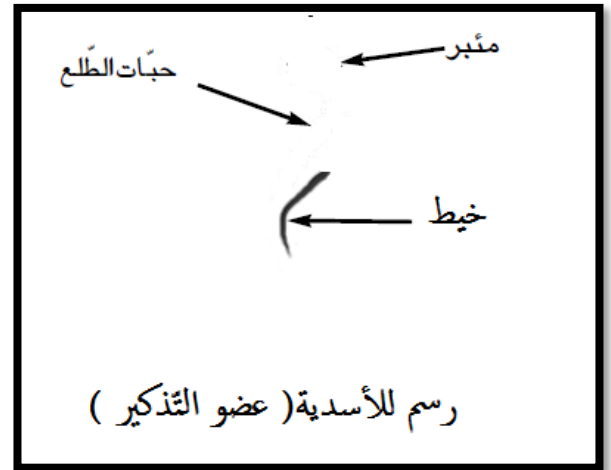 مئبر
حبّات الطّلع
خيط
رسم للأسدية( عضو التّذكير )